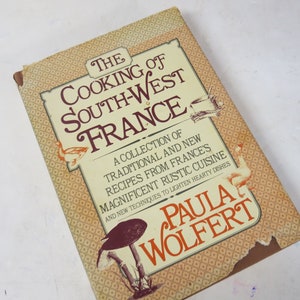 THE
COOKING OF
SOUTH-WEST
FRANCE
A COLLECTION OF
TRADITIONAL AND NEW
RECIPES FROM FRANCE'S
MAGNIFICENT RUSTIC CUISINE
AND NEW TECHNIQUES TO LIGHTEN HEARTY DISHES
PAULA
WOLFERT